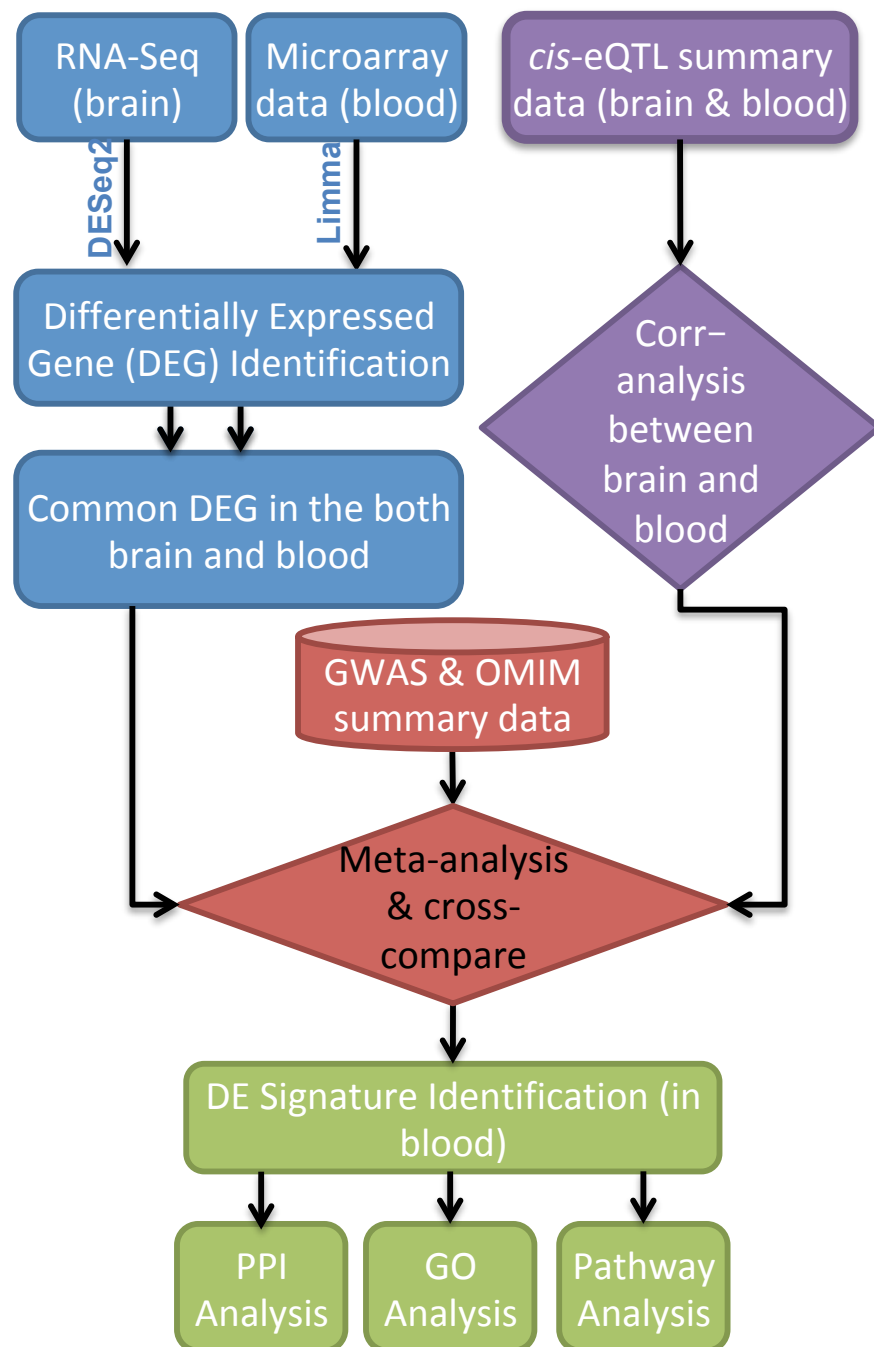 RNA-Seq
(brain)
Microarray
data (blood)
cis-eQTL summary
data (brain & blood)
DESeq2
Limma
Differentially Expressed
Gene (DEG) Identification
Corr−
analysis
between
brain and
blood
Common DEG in the both
brain and blood
GWAS & OMIM
summary data
Meta-analysis
& cross-
compare
DE Signature Identification (in
blood)
PPI
Analysis
GO
Analysis
Pathway
Analysis